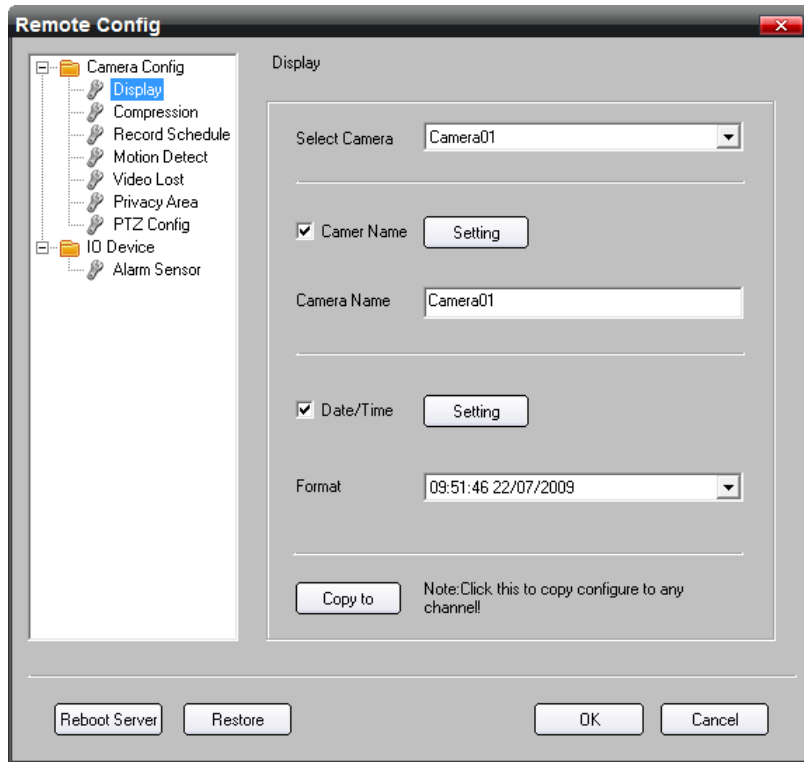 Remote Config
Camera Config
Display
Compression
Record Schedule
Motion Detect
Video Lost
Privacy Area
PTZ Config
IO Device
Alarm Sensor
Display
Select Camera
Camera01
Camer Name
Setting
Camera Name
Camera01
Date/Time
Setting
Format
09:51:46 22/07/2009
Copy to
Note:Click this to copy configure to any
channel!
Reboot Server
Restore
OK
Cancel